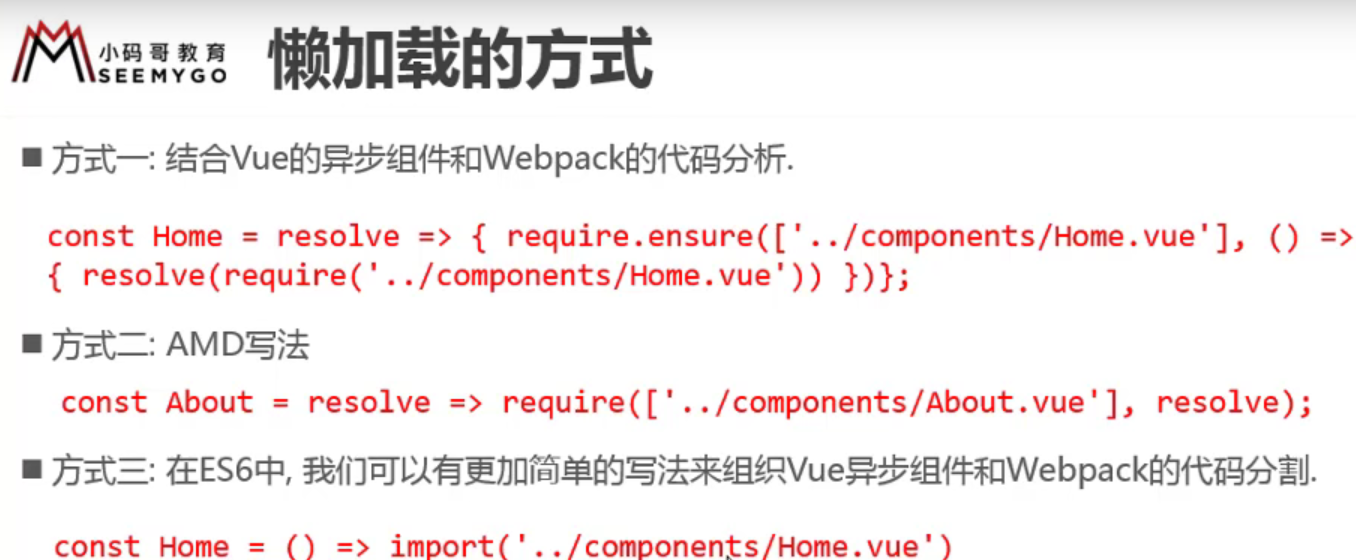 小码哥教育
SEEMYGO
懒加载的方式
■ 方式一: 结合Vue的异步组件和Webpack的代码分析.
const Home = resolve => { require.ensure(['../components/Home.vue'], () =>
{ resolve(require('../components/Home.vue')) })};
■ 方式二: AMD写法
const About = resolve => require(['../components/About.vue'], resolve);
■ 方式三: 在ES6中, 我们可以有更加简单的写法来组织Vue异步组件和Webpack的代码分割.
const Home = () => import('../components/Home.vue')